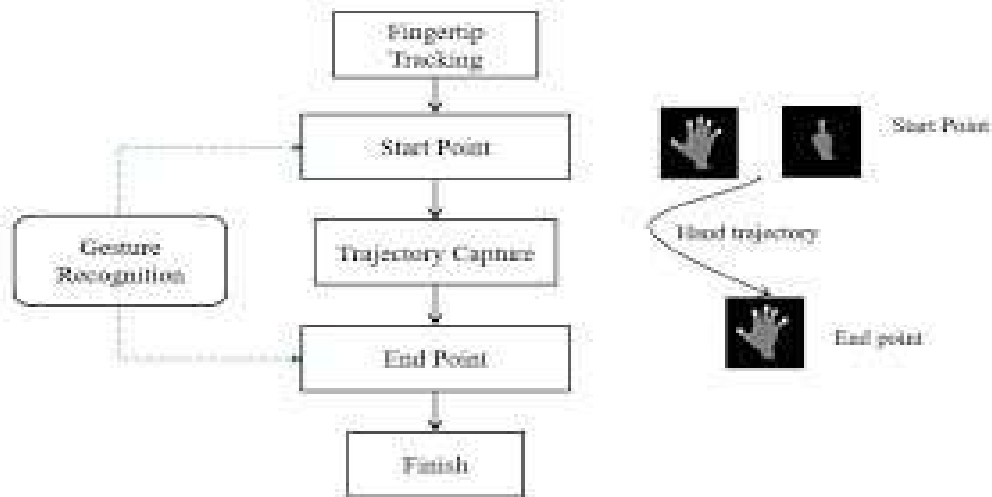 Fingertip
Tracking
Start Point
Gesture
Recognition
Trajectory Capture
End Point
Finish
Start Point
Hand trajectory
End point